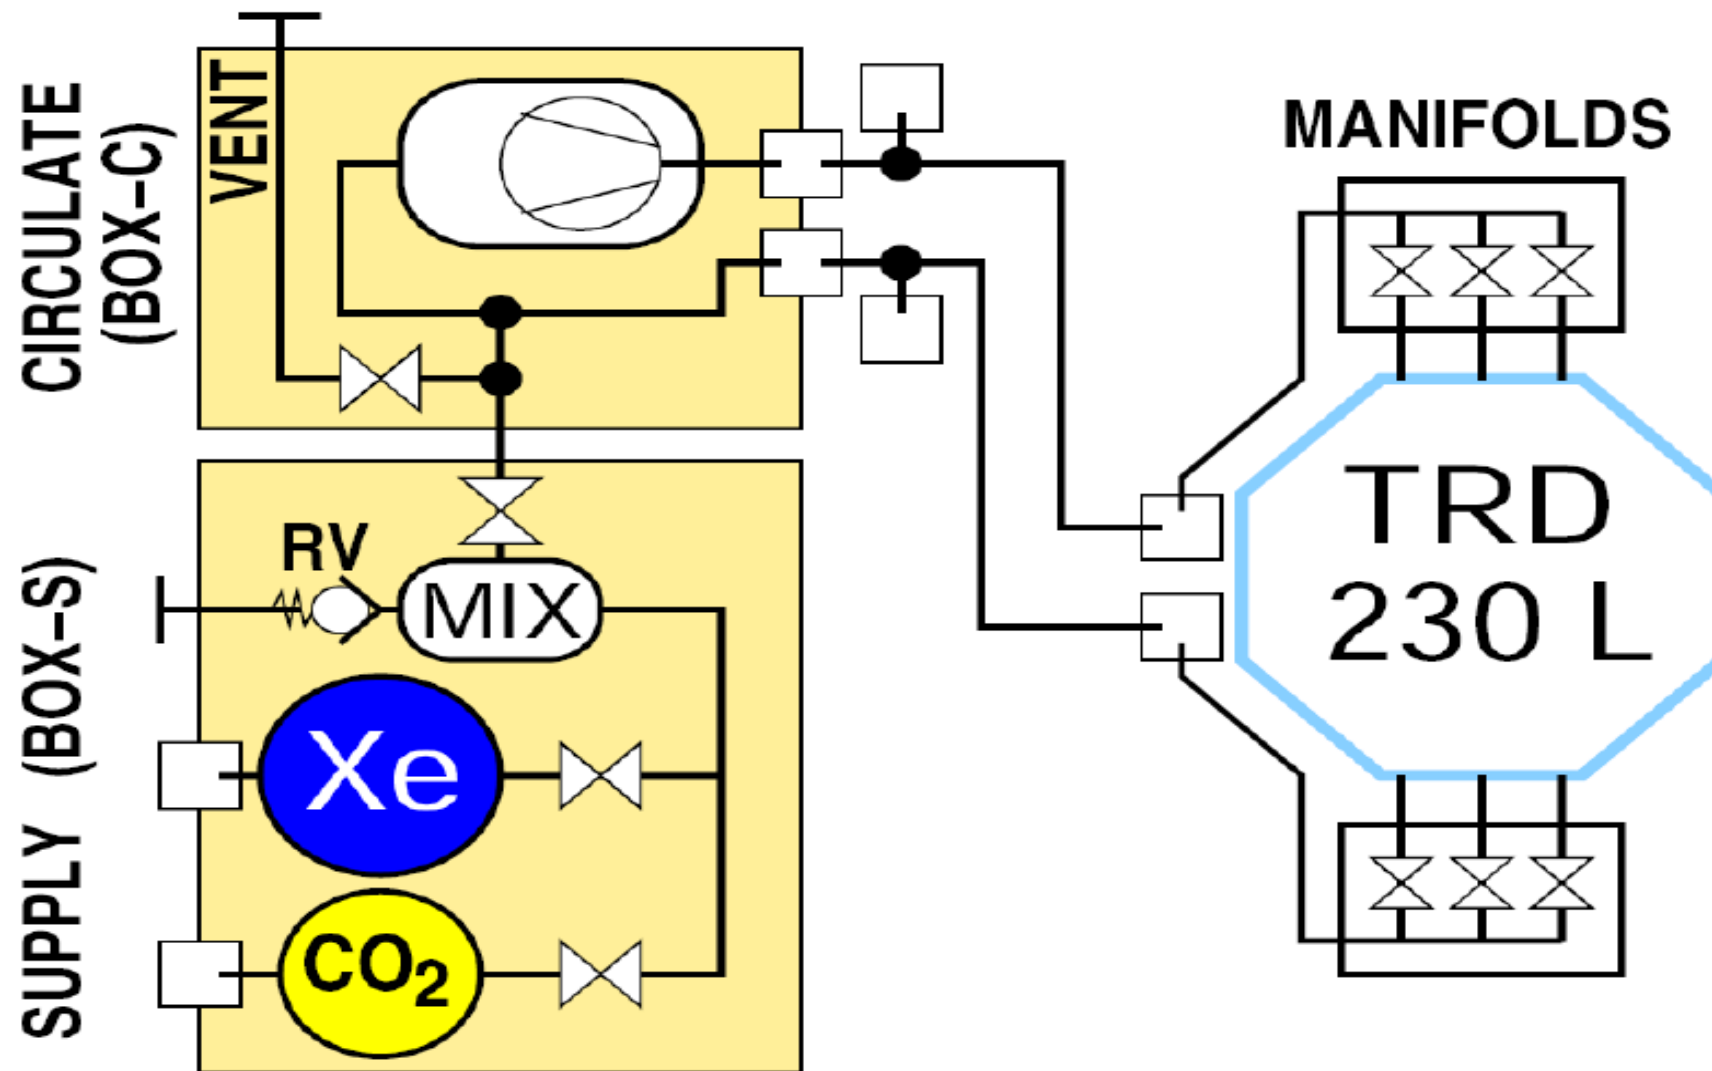 CIRCULATE
(BOX–C)
VENT
MANIFOLDS
TRD
230 L
SUPPLY (BOX–S)
RV
MIX
Xe
CO₂